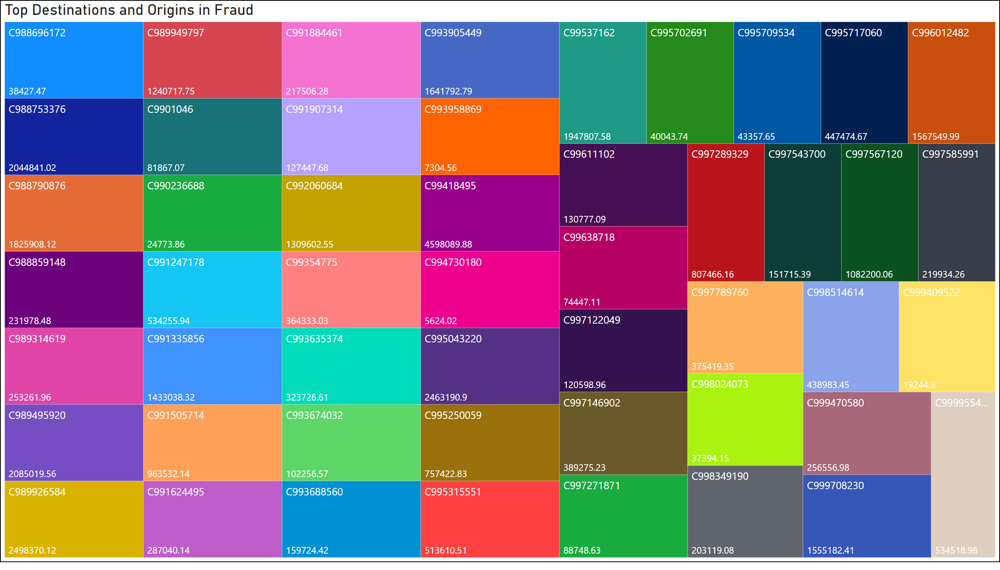 Top Destinations and Origins in Fraud
C988696172
38427.47
C988753376
2044841.02
C988790876
1825908.12
C988859148
231978.48
C989314619
253261.96
C989495920
2085019.56
C989926584
2498370.12
C989949797
1240717.75
C9901046
81867.07
C990236688
24773.86
C991247178
534255.94
C991335856
1433038.32
C991505714
963532.14
C991624495
287040.14
C991884461
217506.28
C991907314
127447.68
C992060684
1309602.55
C99354775
364333.03
C993635374
323726.61
C993674032
102256.57
C993688560
159724.42
C993905449
1641792.79
C993958869
7304.56
C99418495
4598089.88
C994730180
5624.02
C995043220
2463190.9
C995250059
757422.83
C995315551
513610.51
C99537162
1947807.58
C995702691
40043.74
C995709534
43357.65
C995717060
447474.67
C996012482
1567549.99
C99611102
130777.09
C99638718
74447.11
C997122049
120598.96
C997146902
389275.23
C997271871
88748.63
C997289329
807466.16
C997543700
151715.39
C997567120
1082200.06
C997585991
219934.26
C997789760
375419.35
C998024073
37394.15
C998349190
203119.08
C998514614
438983.45
C999409522
19244.9
C999470580
256556.98
C999708230
1555182.41
C9999554...
534518.98